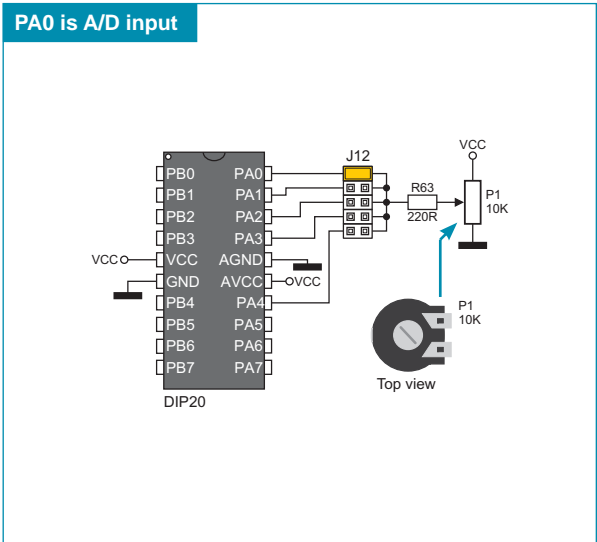 PA0 is A/D input
J12
VCC
PB0 PA0
PB1 PA1
R63
P1
10K
PB2 PA2
220R
PB3 PA3
VCC VCC AGND
GND AVCC VCC
PB4 PA4
P1
10K
PB5 PA5
PB6 PA6
PB7 PA7
Top view
DIP20